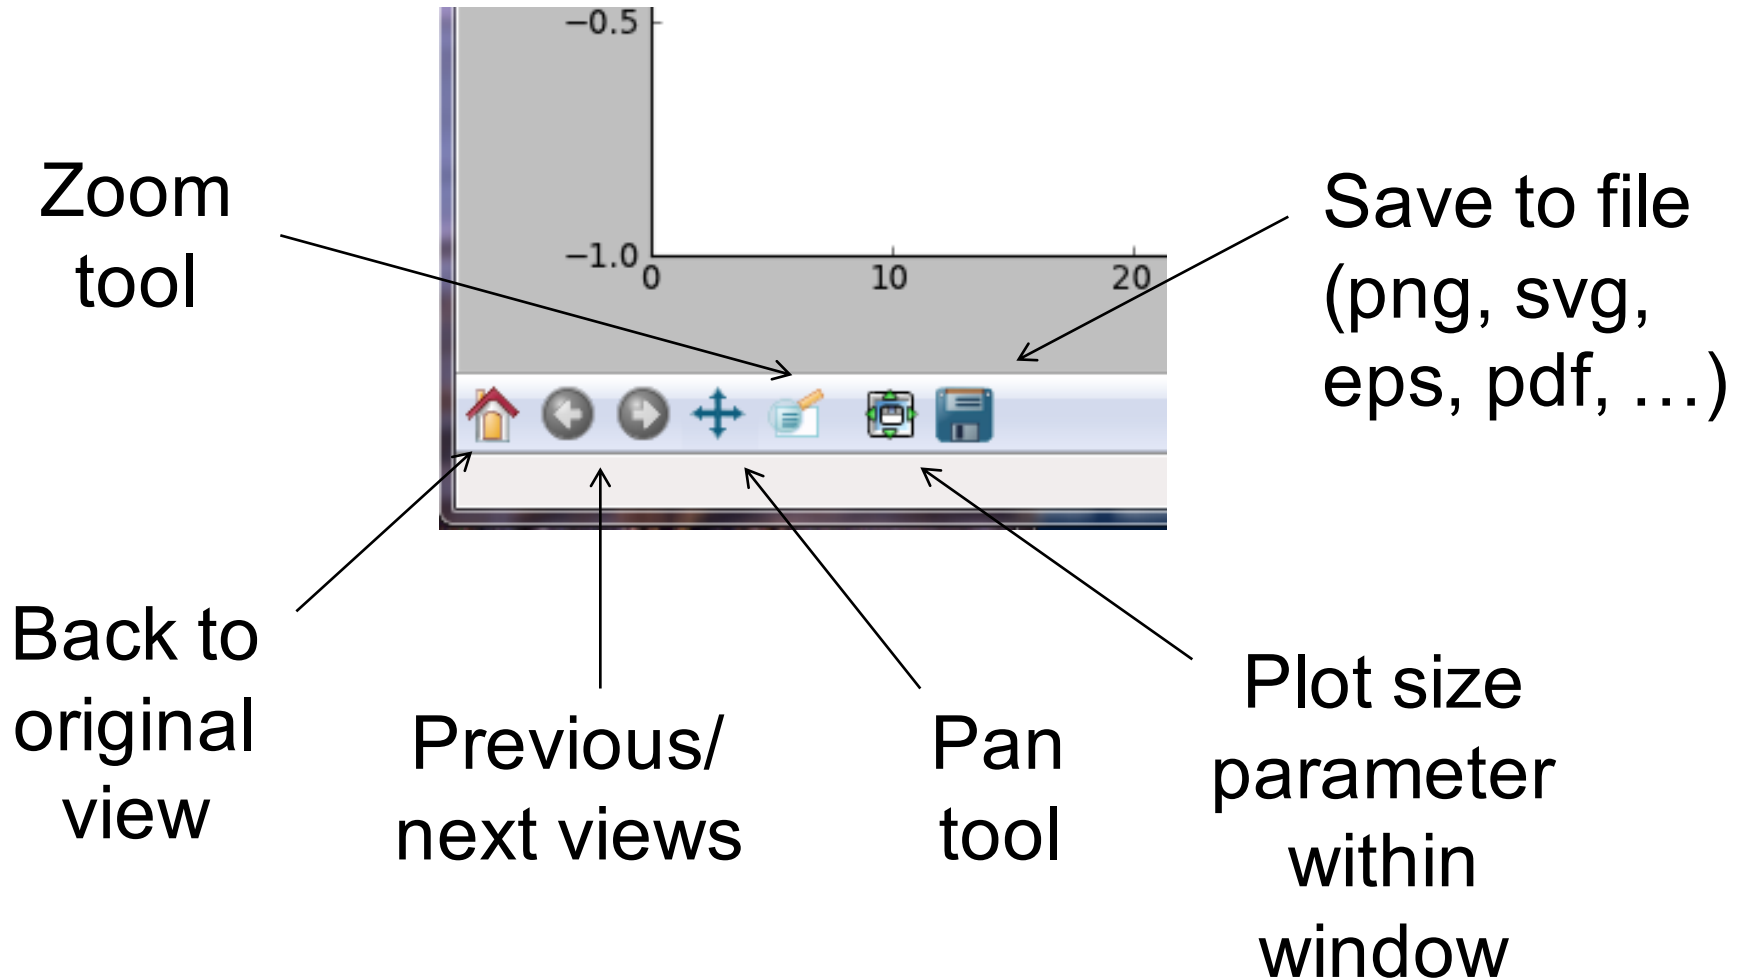 −0.5
−1.0
0
10
20
Zoom
tool
Save to file
(png, svg,
eps, pdf, …)
Back to
original
view
Previous/
next views
Pan
tool
Plot size
parameter
within
window